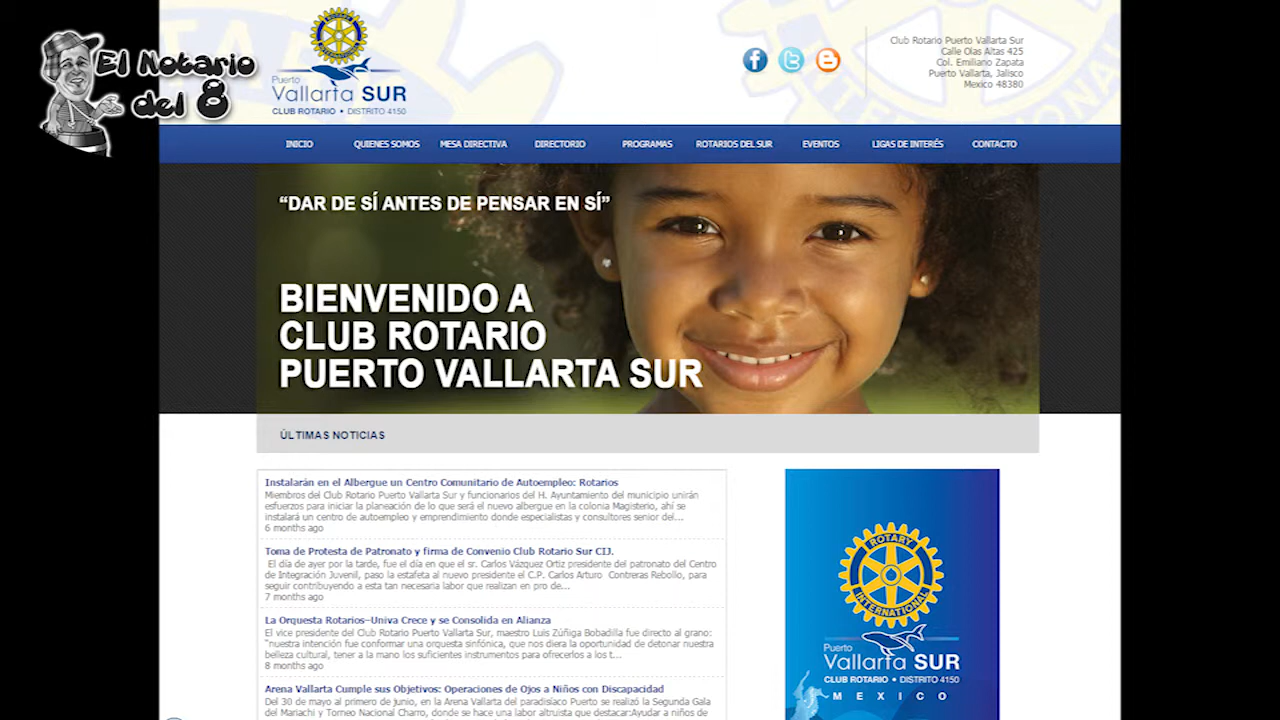 El Notario
del 8
Puerto
Vallarta SUR
CLUB ROTARIO • DISTRITO 4150
Club Rotario Puerto Vallarta Sur
Calle Olas Altas 425
Col. Emiliano Zapata
Puerto Vallarta, Jalisco
Mexico 48380
INICIO QUIENES SOMOS MESA DIRECTIVA DIRECTORIO PROGRAMAS ROTARIOS DEL SUR EVENTOS LIGAS DE INTERÉS CONTACTO
“DAR DE SÍ ANTES DE PENSAR EN SÍ”
BIENVENIDO A
CLUB ROTARIO
PUERTO VALLARTA SUR
ÚLTIMAS NOTICIAS
Instalarán en el Albergue un Centro Comunitario de Autoempleo: Rotarios
Miembros del Club Rotario Puerto Vallarta Sur y funcionarios del H. Ayuntamiento del municipio unirán
esfuerzos para iniciar la planeación de lo que será el nuevo albergue en la colonia Magisterio, ahí se
instalará un centro de autoempleo y emprendimiento donde especialistas y consultores senior del...
6 months ago
Toma de Protesta de Patronato y firma de Convenio Club Rotario Sur CIJ.
El día de ayer por la tarde, fue el día en que el sr. Carlos Vázquez Ortiz presidente del patronato del Centro
de Integración Juvenil, paso la estafeta al nuevo presidente el C.P. Carlos Arturo Contreras Rebollo, para
seguir contribuyendo a esta tan necesaria labor que realizan en pro de...
7 months ago
La Orquesta Rotarios–Univa Crece y se Consolida en Alianza
El vice presidente del Club Rotario Puerto Vallarta Sur, maestro Luis Zúñiga Bobadilla fue directo al grano:
"nuestra intención fue conformar una orquesta sinfónica, que nos diera la oportunidad de detonar nuestra
belleza cultural, tener a la mano los suficientes instrumentos para ofrecerlos a los t...
8 months ago
Arena Vallarta Cumple sus Objetivos: Operaciones de Ojos a Niños con Discapacidad
Del 30 de mayo al primero de junio, en la Arena Vallarta del paradisíaco Puerto se realizó la Segunda Gala
del Mariachi y Torneo Nacional Charro, donde se hace una labor altruista que destacar:Ayudar a niños de
ROTARY
INTERNATIONAL
Puerto
Vallarta SUR
CLUB ROTARIO • DISTRITO 4150
MEXICO